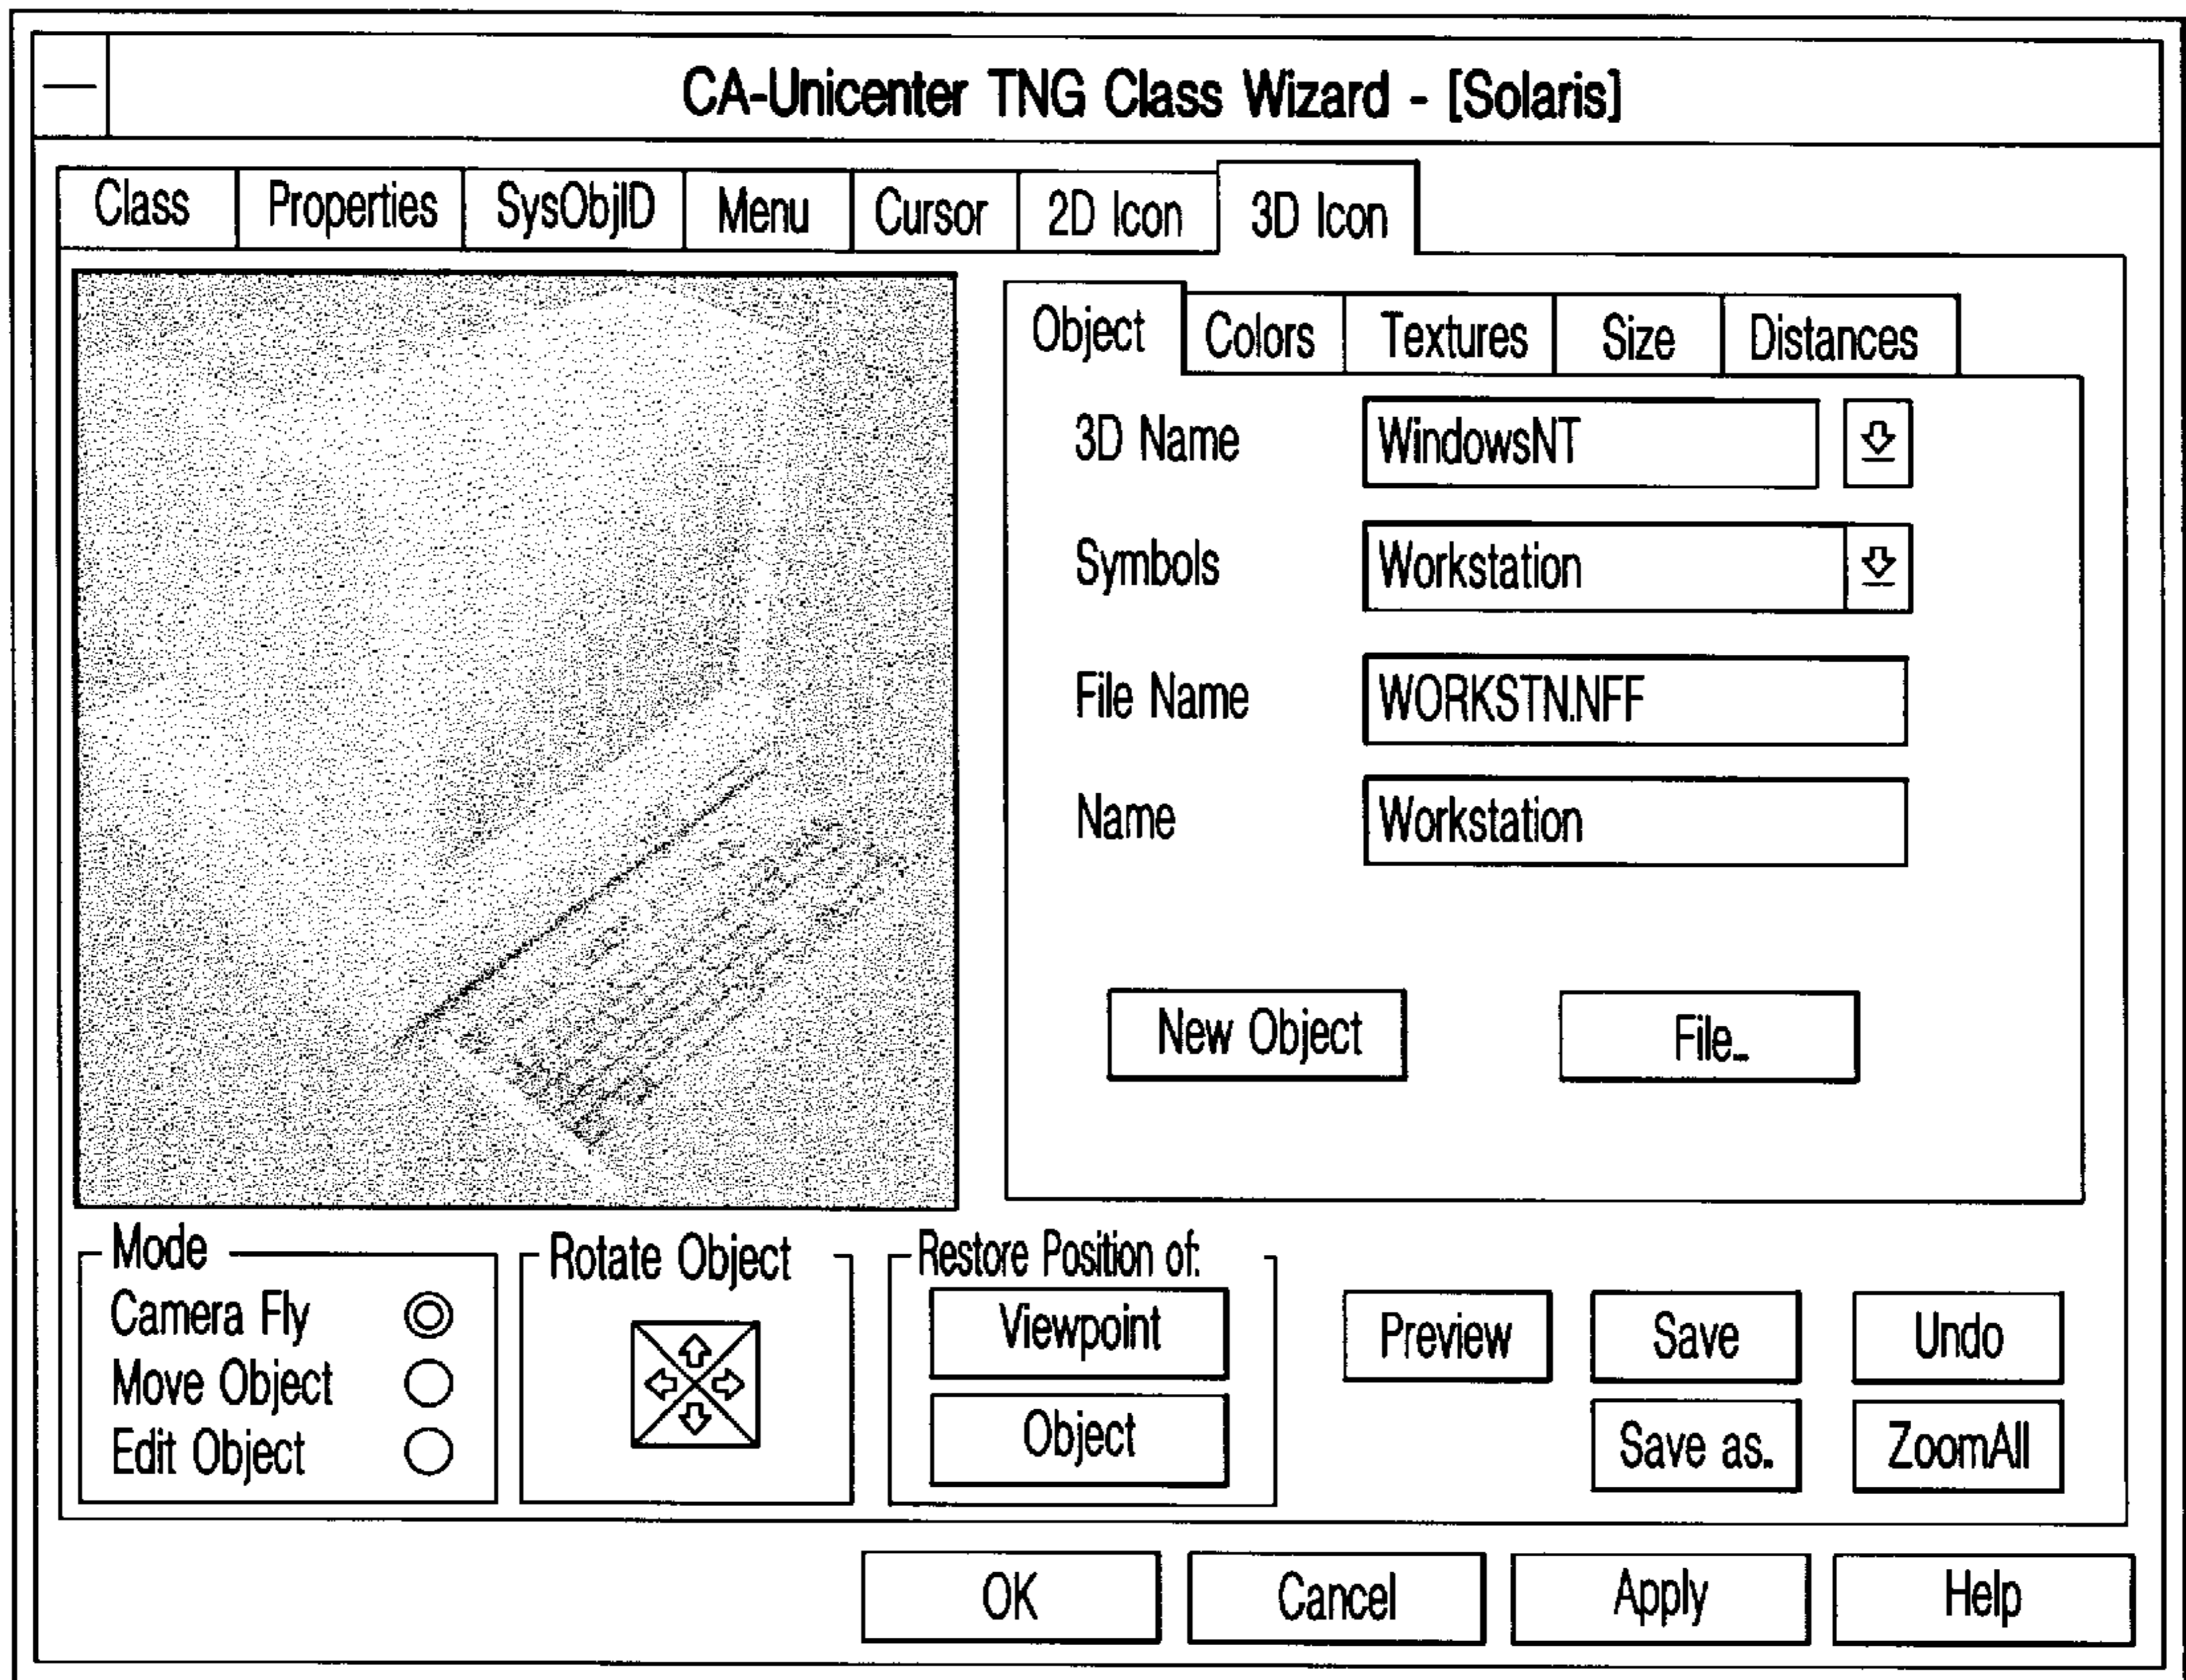 CA-Unicenter TNG Class Wizard - [Solaris]
Class Properties SysObjID Menu Cursor 2D Icon 3D Icon
Object Colors Textures Size Distances
3D Name WindowsNT
Symbols Workstation
File Name WORKSTN.NFF
Name Workstation
New Object File...
Mode
Camera Fly
Move Object
Edit Object
Rotate Object
Restore Position of:
Viewpoint
Object
Preview Save Undo
Save as.. ZoomAll
OK Cancel Apply Help